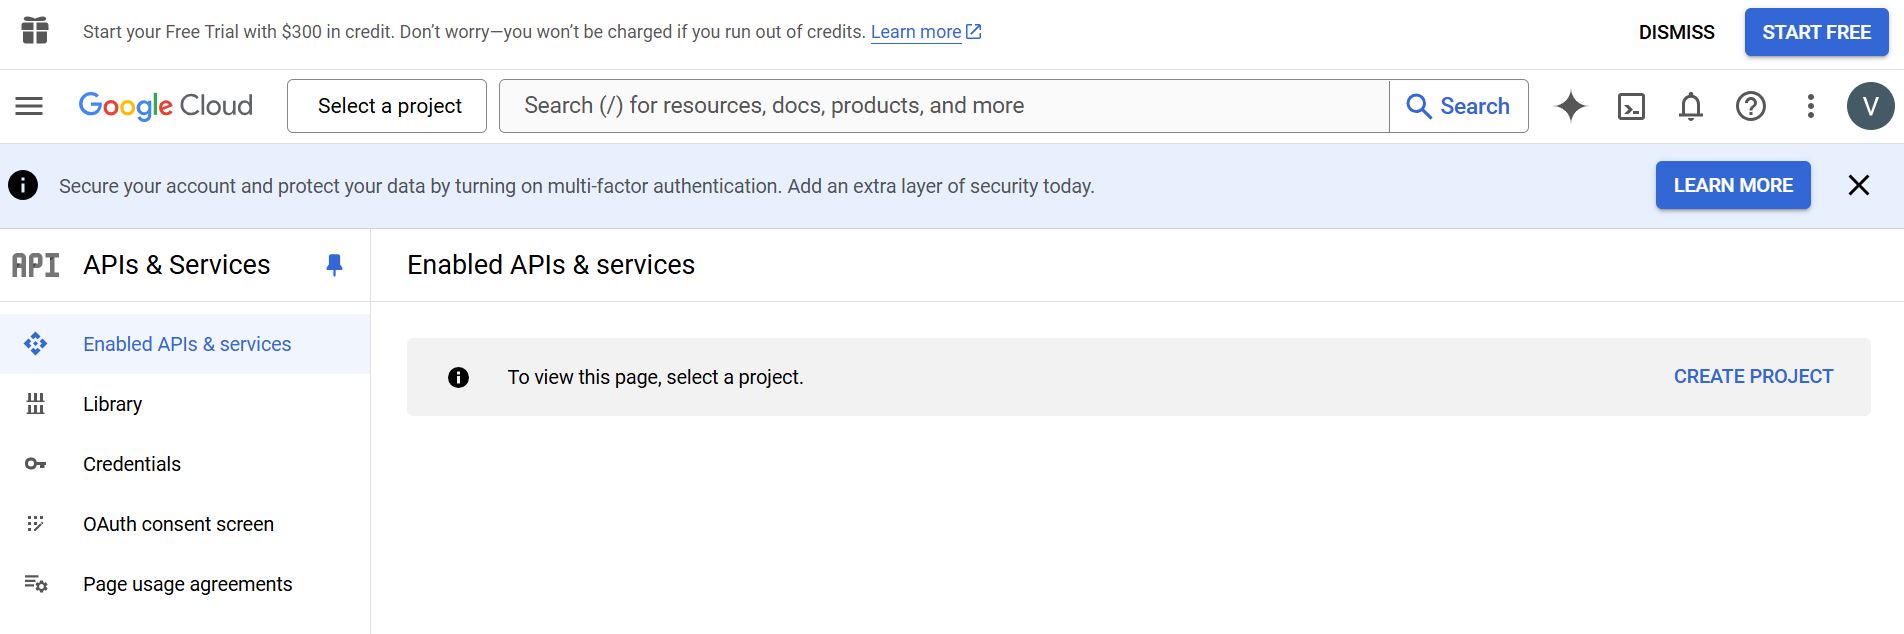 Start your Free Trial with $300 in credit. Don’t worry—you won’t be charged if you run out of credits. Learn more
DISMISS
START FREE
Google Cloud
Select a project
Search (/) for resources, docs, products, and more
Search
V
Secure your account and protect your data by turning on multi-factor authentication. Add an extra layer of security today.
LEARN MORE
API
APIs & Services
Enabled APIs & services
Enabled APIs & services
Library
Credentials
OAuth consent screen
Page usage agreements
To view this page, select a project.
CREATE PROJECT